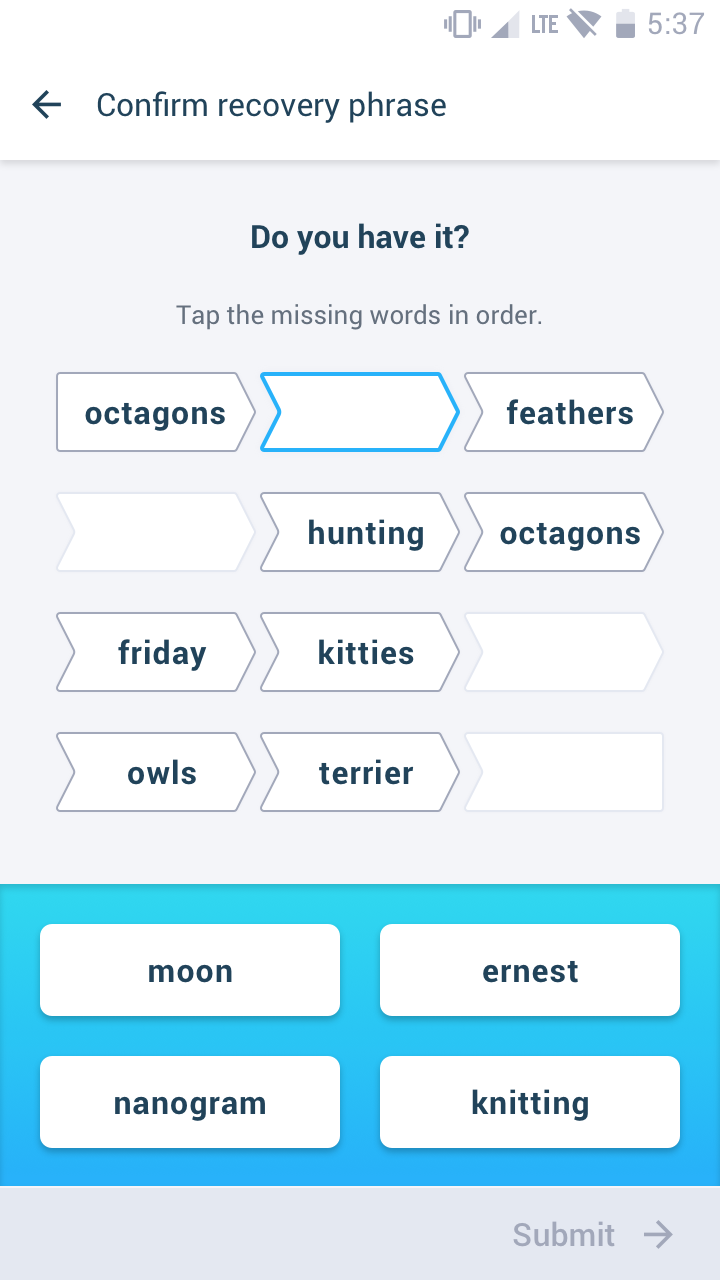 LTE 5:37
Confirm recovery phrase
Do you have it?
Tap the missing words in order.
octagons feathers
hunting octagons
friday kitties
owls terrier
moon ernest
nanogram knitting
Submit